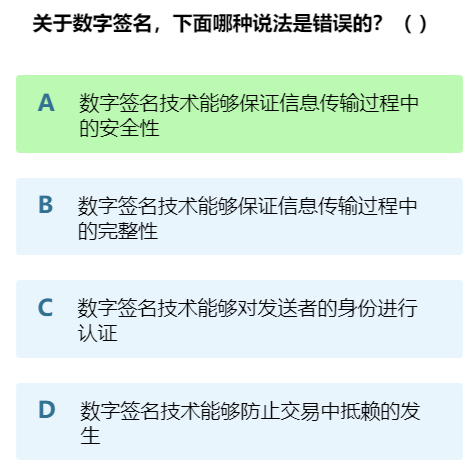 关于数字签名，下面哪种说法是错误的？（ ）
A 数字签名技术能够保证信息传输过程中
的安全性
B 数字签名技术能够保证信息传输过程中
的完整性
C 数字签名技术能够对发送者的身份进行
认证
D 数字签名技术能够防止交易中抵赖的发
生